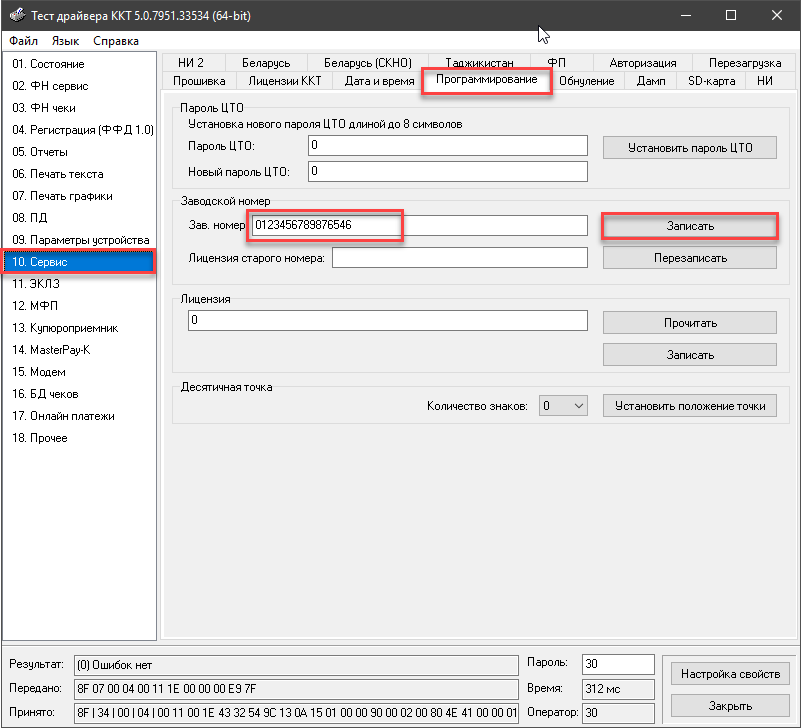 Тест драйвера ККТ 5.0.7951.33534 (64-bit)
Файл Язык Справка
01. Состояние
02. ФН сервис
03. ФН чеки
04. Регистрация (ФФД 1.0)
05. Отчеты
06. Печать текста
07. Печать графики
08. ПД
09. Параметры устройства
10. Сервис
11. ЭКЛЗ
12. МФП
13. Купюроприемник
14. MasterPay-K
15. Модем
16. БД чеков
17. Онлайн платежи
18. Прочее
НИ 2 Беларусь Беларусь (СКНО) Таджикистан ФП Авторизация Перезагрузка
Прошивка Лицензии ККТ Дата и время Программирование Обнуление Дамп SD-карта НИ
Пароль ЦТО
Установка нового пароля ЦТО длиной до 8 символов
Пароль ЦТО: 0 Установить пароль ЦТО
Новый пароль ЦТО: 0
Заводской номер
Зав. номер 0123456789876546 Записать
Лицензия старого номера: Перезаписать
Лицензия
0 Прочитать
Записать
Десятичная точка
Количество знаков: 0 Установить положение точки
Результат: (0) Ошибок нет Пароль: 30 Настройка свойств
Передано: 8F 07 00 04 00 11 1E 00 00 00 E9 7F Время: 312 мс
Принято: 8F | 34 | 00 | 04 | 00 11 00 1E 43 32 54 9C 13 0A 15 01 00 00 90 00 02 00 80 4E 41 00 00 01 Оператор: 30 Закрыть